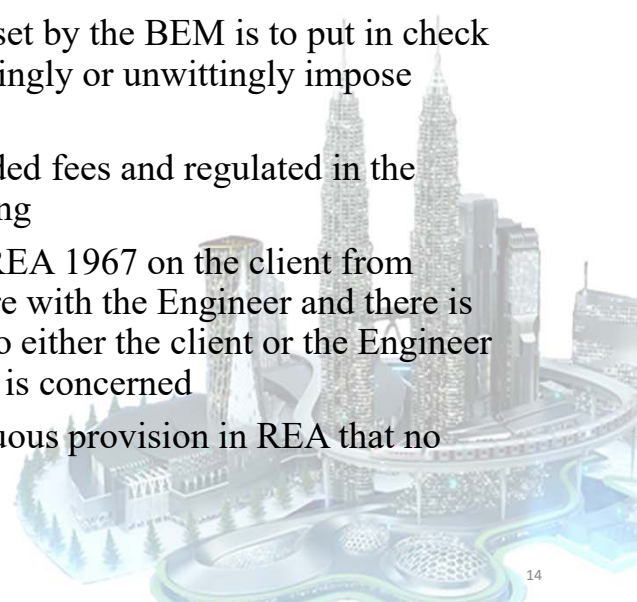 set by the BEM is to put in check
ingly or unwittingly impose
led fees and regulated in the
ng
REA 1967 on the client from
re with the Engineer and there is
o either the client or the Engineer
is concerned
uous provision in REA that no
14